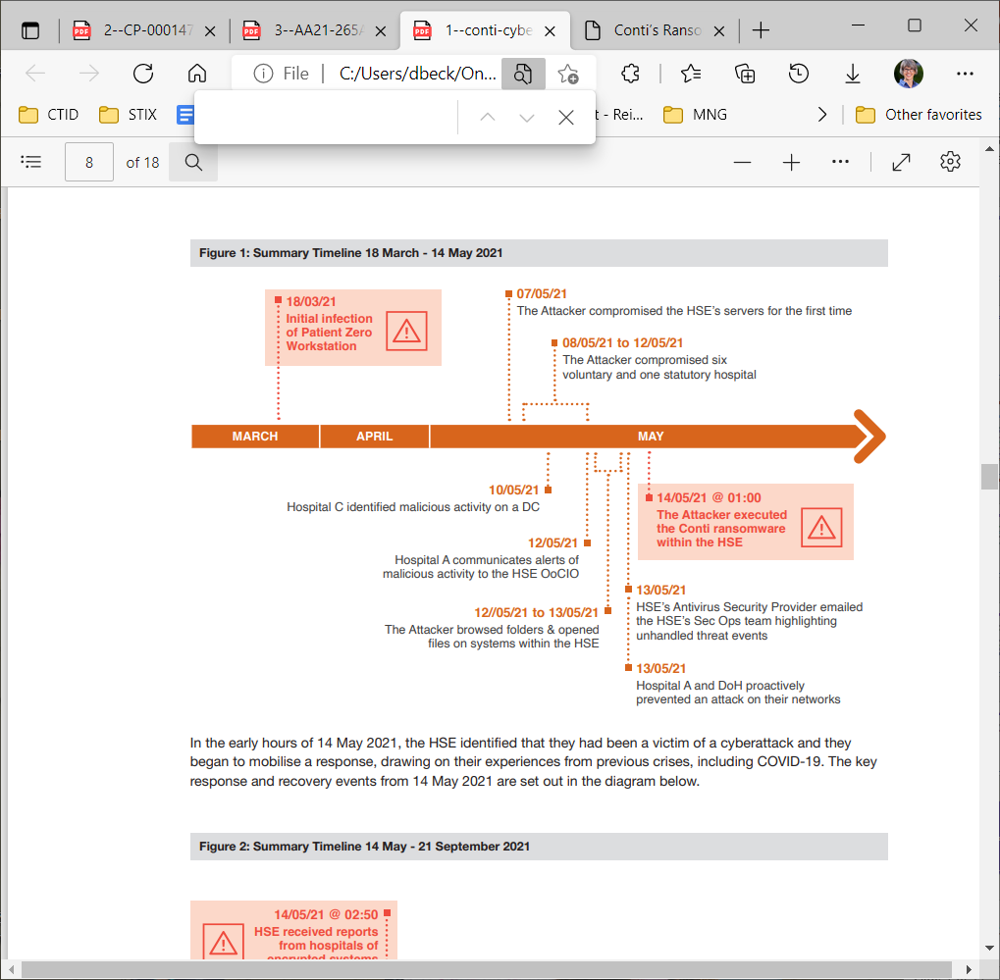 2--CP-000147
3--AA21-265A
1--conti-cybe
Conti's Ranso
File
C:/Users/dbeck/On...
CTID
STIX
t - Rei...
MNG
Other favorites
8
of 18
Figure 1: Summary Timeline 18 March - 14 May 2021
18/03/21
Initial infection
of Patient Zero
Workstation
07/05/21
The Attacker compromised the HSE's servers for the first time
08/05/21 to 12/05/21
The Attacker compromised six
voluntary and one statutory hospital
MARCH
APRIL
MAY
10/05/21
Hospital C identified malicious activity on a DC
14/05/21 @ 01:00
The Attacker executed
the Conti ransomware
within the HSE
12/05/21
Hospital A communicates alerts of
malicious activity to the HSE OoCIO
13/05/21
HSE's Antivirus Security Provider emailed
the HSE's Sec Ops team highlighting
unhandled threat events
12//05/21 to 13/05/21
The Attacker browsed folders & opened
files on systems within the HSE
13/05/21
Hospital A and DoH proactively
prevented an attack on their networks
In the early hours of 14 May 2021, the HSE identified that they had been a victim of a cyberattack and they
began to mobilise a response, drawing on their experiences from previous crises, including COVID-19. The key
response and recovery events from 14 May 2021 are set out in the diagram below.
Figure 2: Summary Timeline 14 May - 21 September 2021
14/05/21 @ 02:50
HSE received reports
from hospitals of
encrypted systems